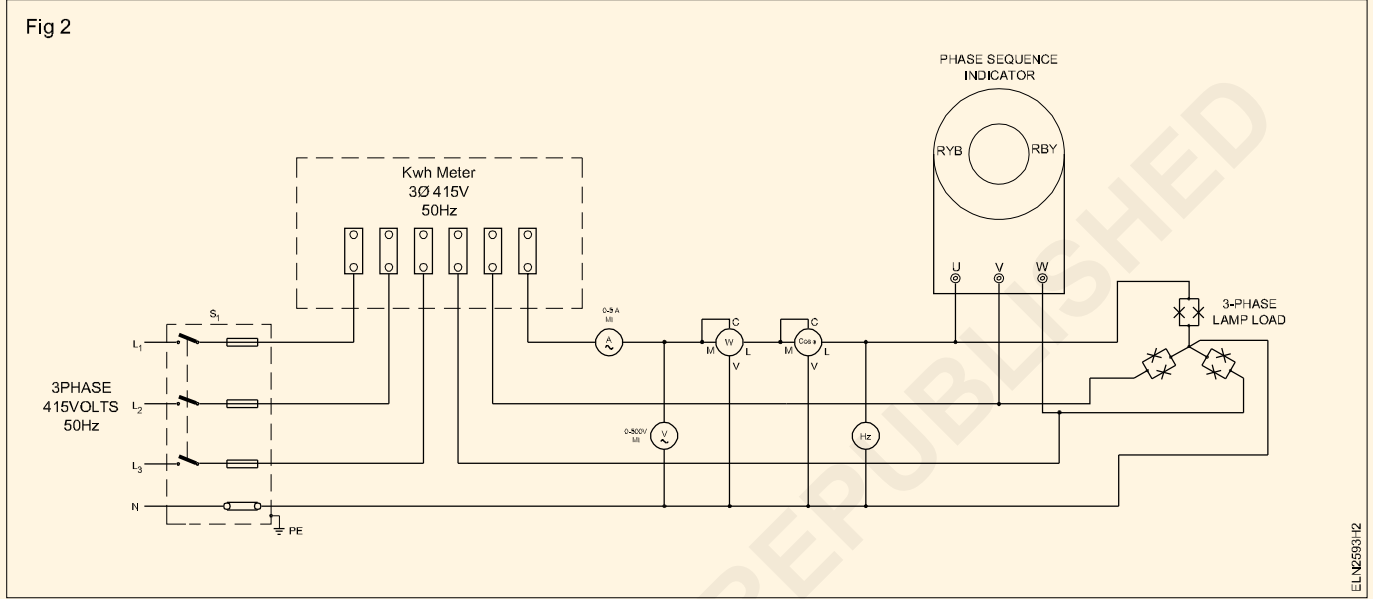 Fig 2
PHASE SEQUENCE
INDICATOR
RYB
RBY
U
V
W
Kwh Meter
3Ø 415V
50Hz
S1
3PHASE
415VOLTS
50Hz
L1
L2
L3
N
PE
0-5 A
MI
A
~
0-500V
MI
V
~
C
M
W
L
V
C
M
L
V
Hz
3-PHASE
LAMP LOAD
REPUBLISHED
ELN2593H2